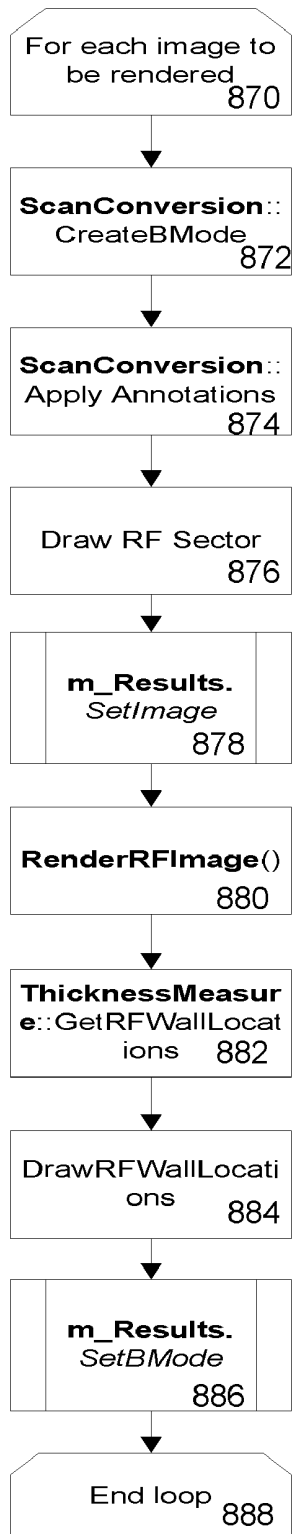 For each image to
be rendered
870
ScanConversion::
CreateBMode
872
ScanConversion::
Apply Annotations
874
Draw RF Sector
876
m_Results.
SetImage
878
RenderRFImage()
880
ThicknessMeasur
e::GetRFWallLocat
ions 882
DrawRFWallLocati
ons
884
m_Results.
SetBMode
886
End loop
888